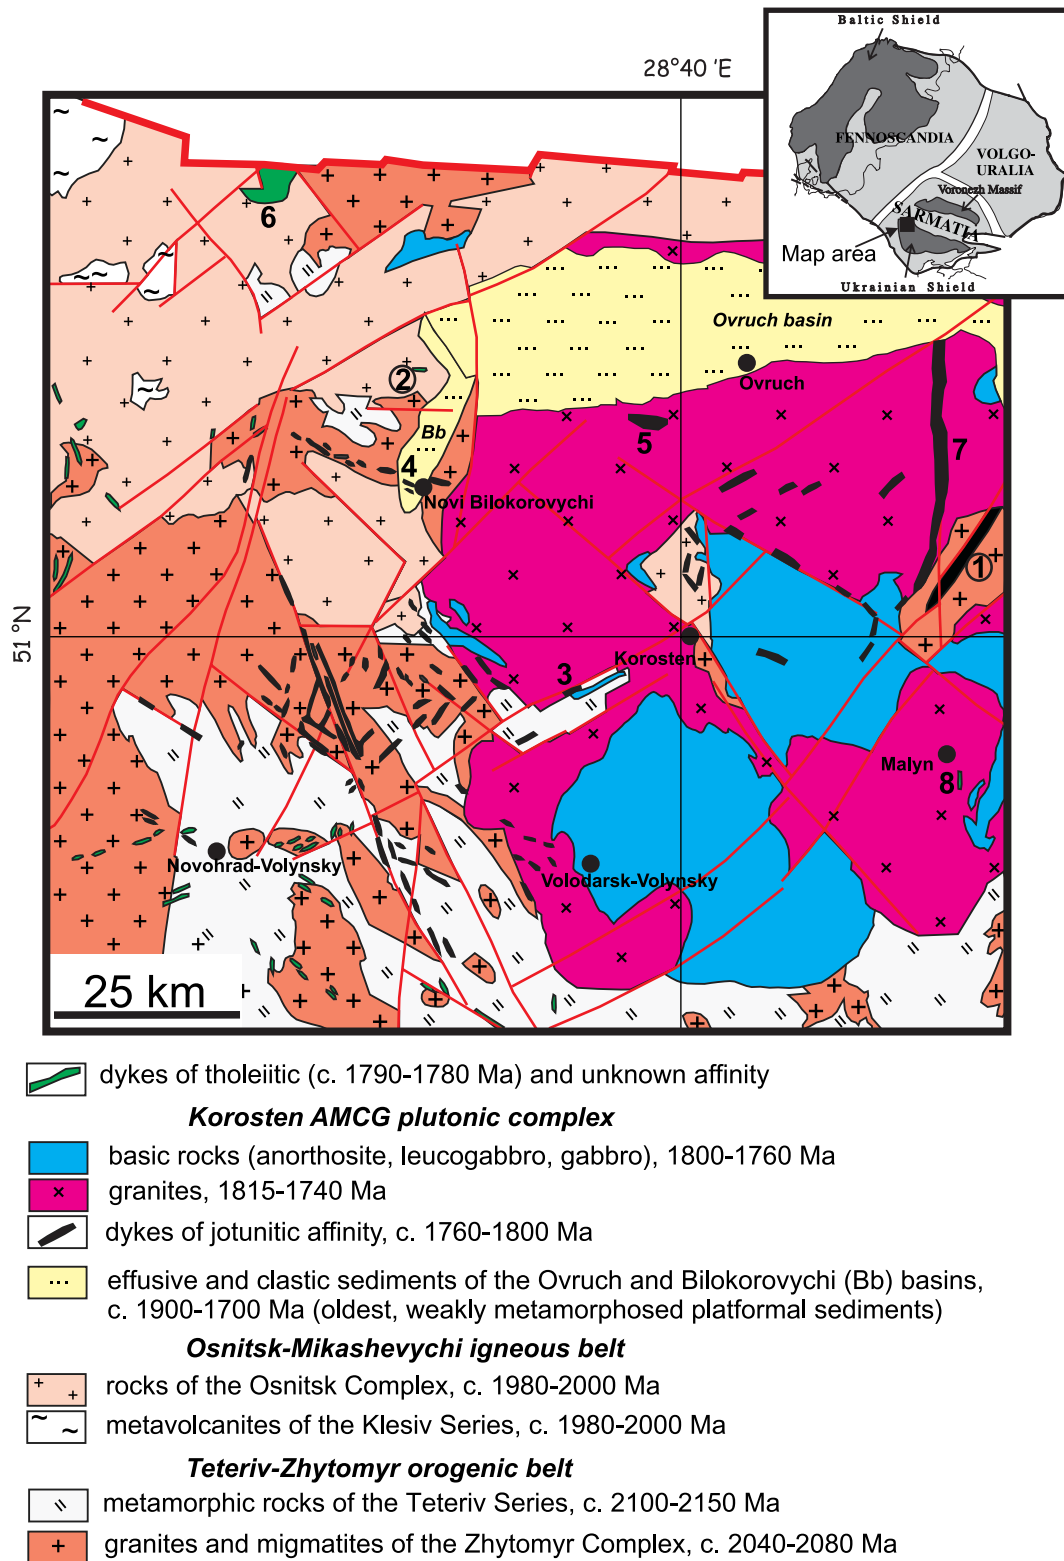 Baltic Shield
28°40 'E
FENNOSCANDIA
VOLGO-
URALIA
Voronezh Massif
SARMATIA
Map area
Ukrainian Shield
6
Ovruch basin
Ovruch
2
Bb
5
7
4
Novi Bilokorovychi
1
51 °N
Korosten
3
Malyn
8
Novohrad-Volynsky
Volodarsk-Volynsky
25 km
dykes of tholeiitic (c. 1790-1780 Ma) and unknown affinity
Korosten AMCG plutonic complex
basic rocks (anorthosite, leucogabbro, gabbro), 1800-1760 Ma
granites, 1815-1740 Ma
dykes of jotunitic affinity, c. 1760-1800 Ma
effusive and clastic sediments of the Ovruch and Bilokorovychi (Bb) basins,
c. 1900-1700 Ma (oldest, weakly metamorphosed platformal sediments)
Osnitsk-Mikashevychi igneous belt
rocks of the Osnitsk Complex, c. 1980-2000 Ma
metavolcanites of the Klesiv Series, c. 1980-2000 Ma
Teteriv-Zhytomyr orogenic belt
metamorphic rocks of the Teteriv Series, c. 2100-2150 Ma
granites and migmatites of the Zhytomyr Complex, c. 2040-2080 Ma